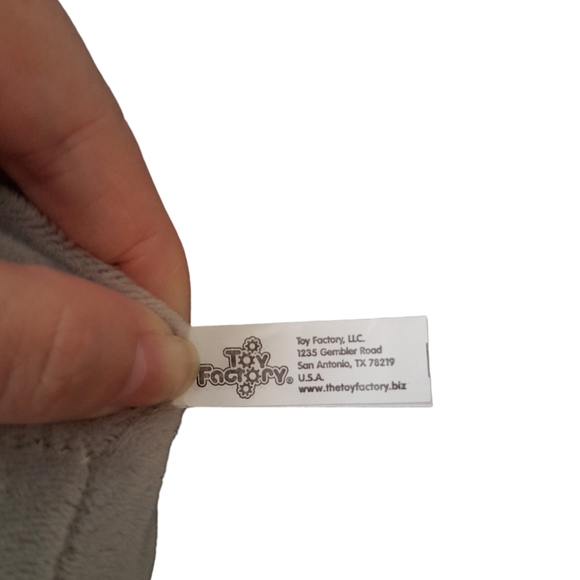 Toy
Factory®
Toy Factory, LLC.
1235 Gembler Road
San Antonio, TX 78219
U.S.A.
www.thetoyfactory.biz